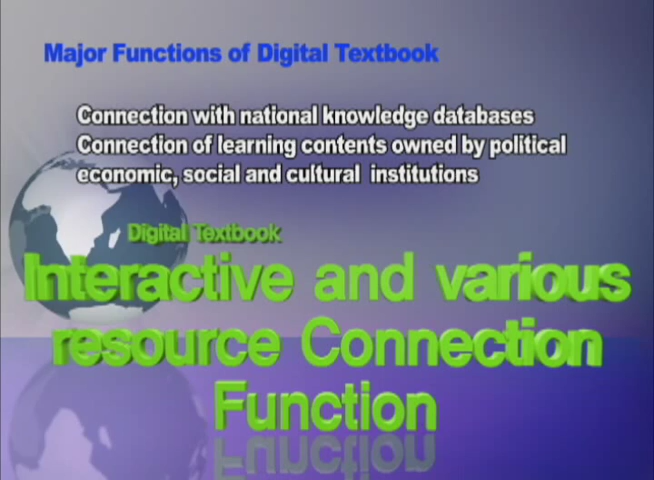 Major Functions of Digital Textbook
Connection with national knowledge databases
Connection of learning contents owned by political
economic, social and cultural institutions
Digital Textbook
Interactive and various
resource Connection
Function